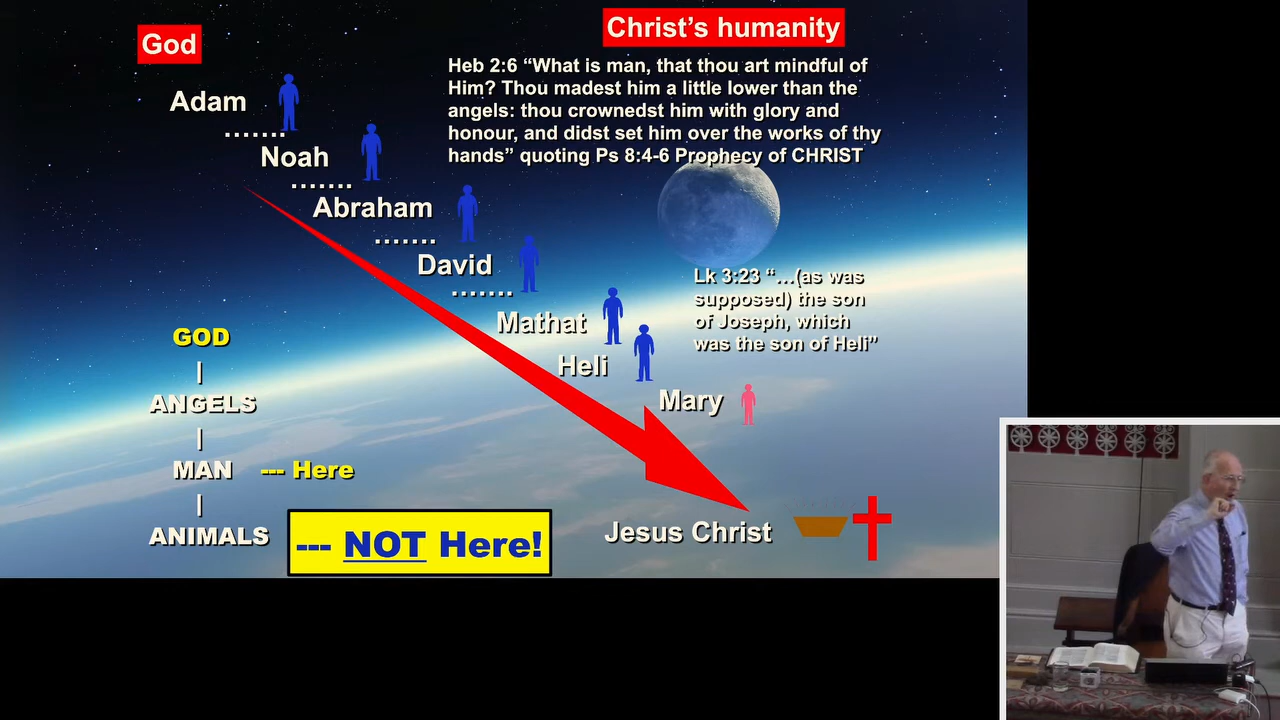 God
Christ’s humanity
Heb 2:6 “What is man, that thou art mindful of
Him? Thou madest him a little lower than the
angels: thou crownedst him with glory and
honour, and didst set him over the works of thy
hands” quoting Ps 8:4-6 Prophecy of CHRIST
Adam
.......
Noah
.......
Abraham
.......
David
.......
Mathat
Heli
Mary
Lk 3:23 “...(as was
supposed) the son
of Joseph, which
was the son of Heli”
GOD
|
ANGELS
|
MAN --- Here
|
ANIMALS
--- NOT Here!
Jesus Christ